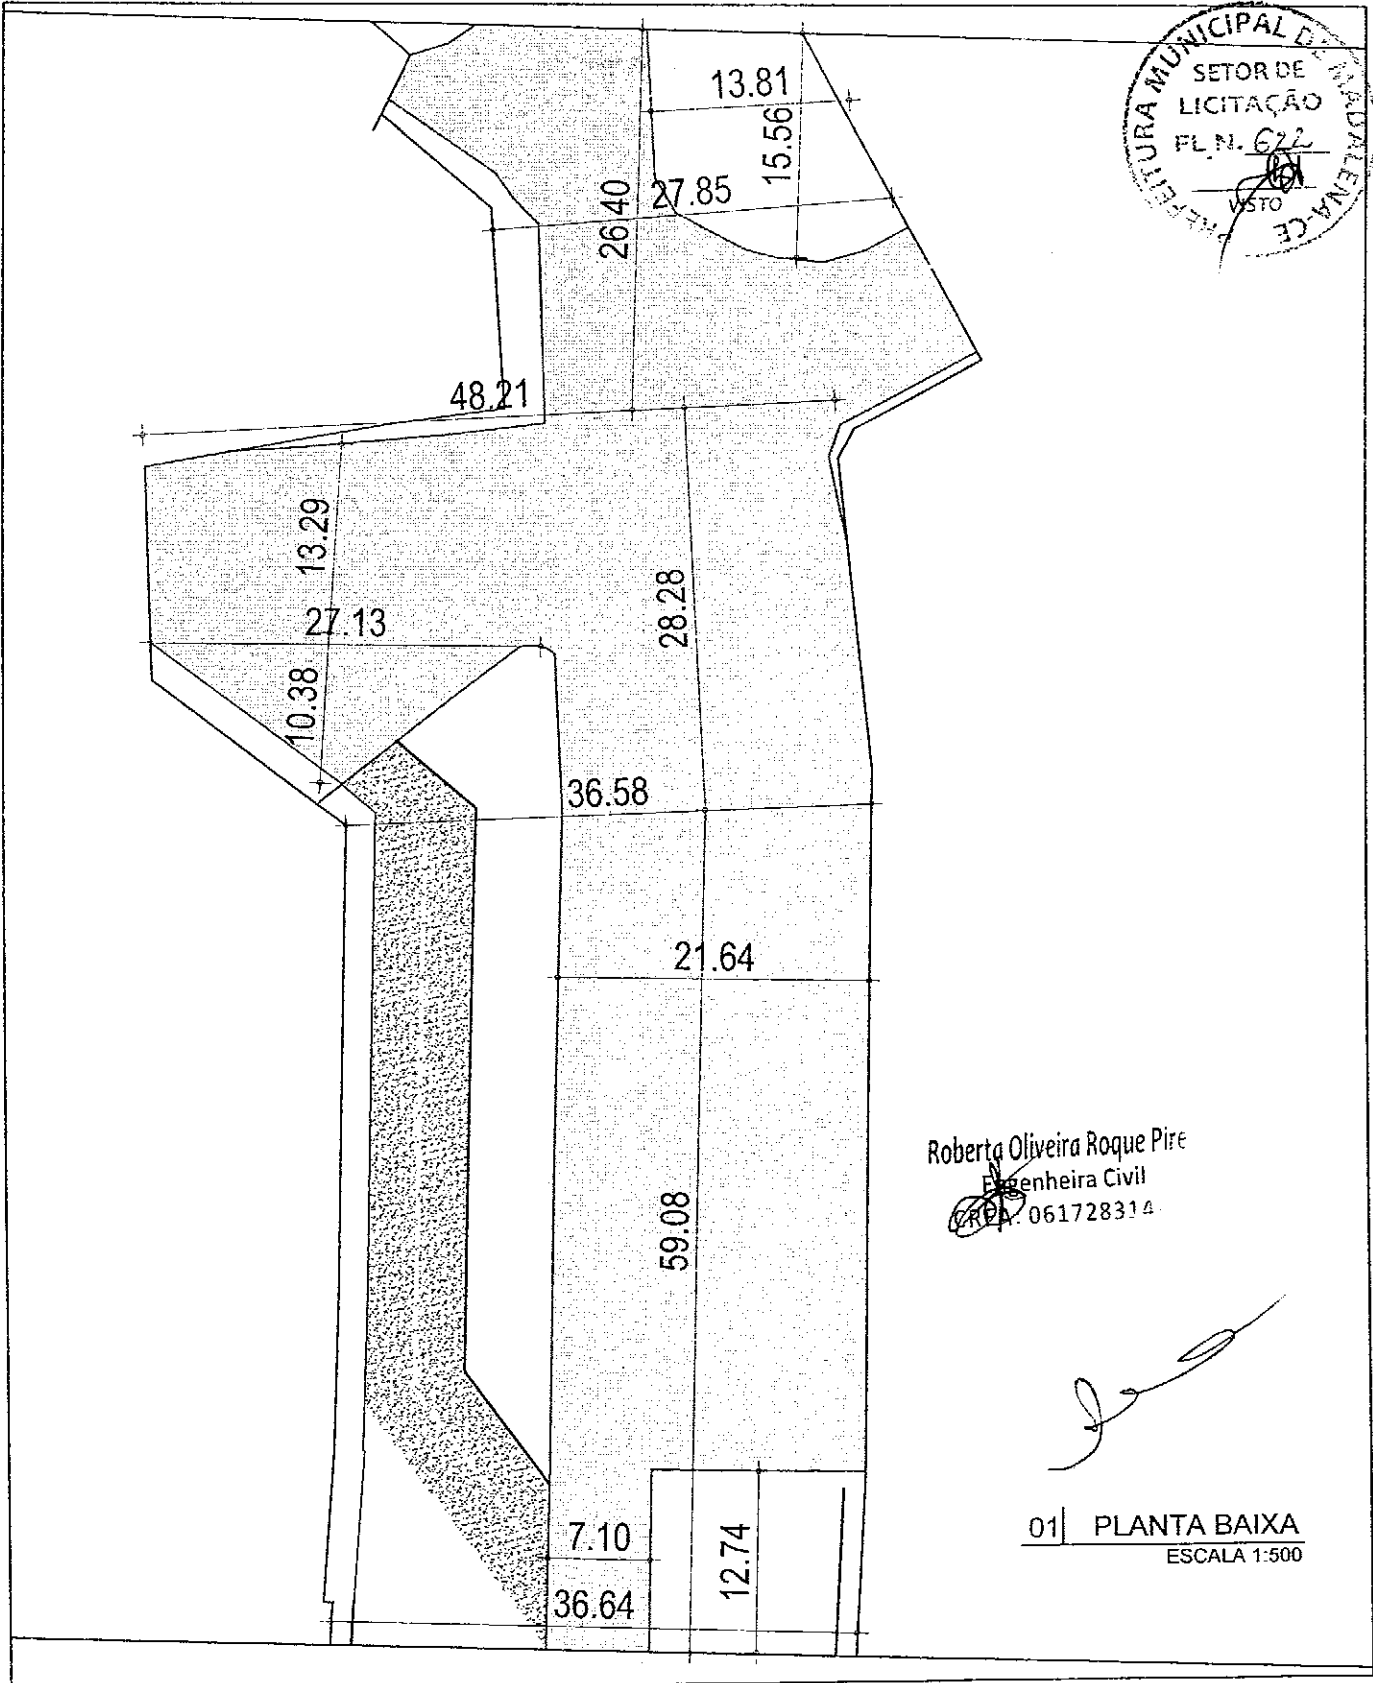 PREFEITURA MUNICIPAL DE MADALENA-CE
SETOR DE
LICITAÇÃO
FL. N. 622
VISTO
13.81
15.56
26.40
27.85
48.21
13.29
27.13
28.28
10.38
36.58
21.64
59.08
Roberta Oliveira Roque Pire
Engenheira Civil
CREA: 061728314
7.10
12.74
36.64
01 PLANTA BAIXA
ESCALA 1:500